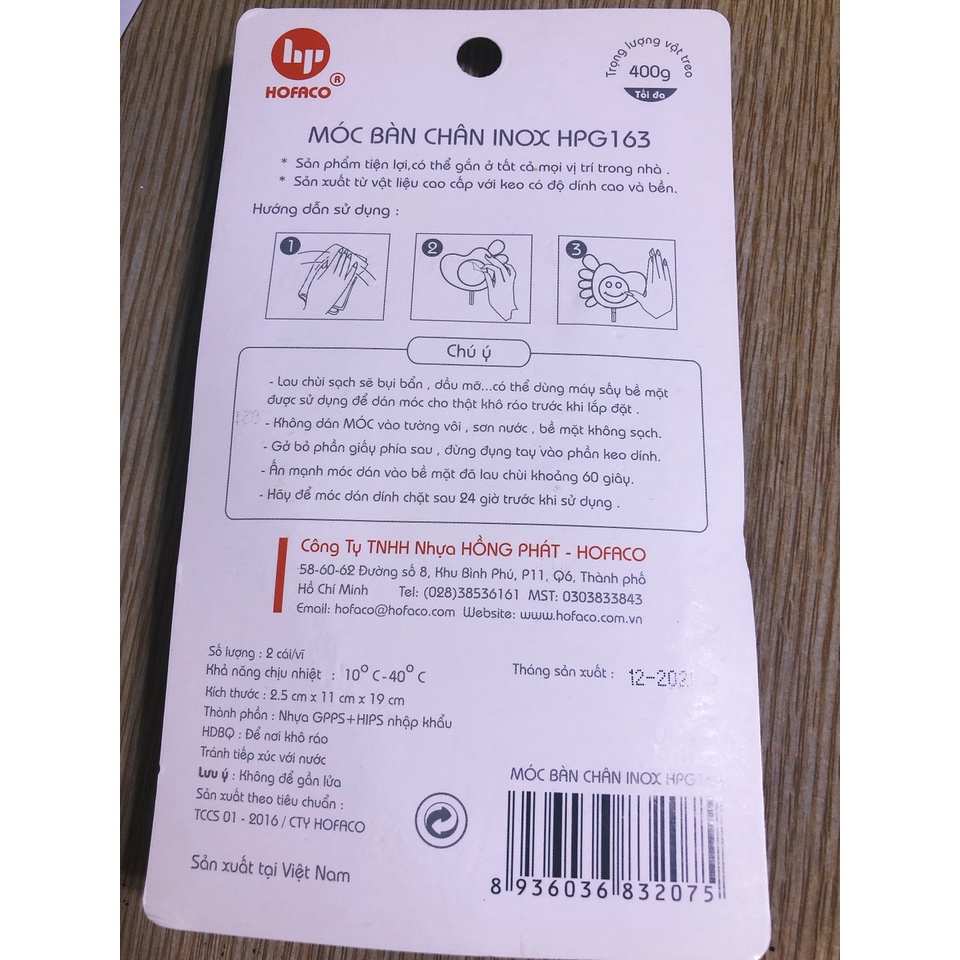 hp
HOFACO ®
Trọng lượng vật treo
400g
Tối đa
MÓC BÀN CHÂN INOX HPG163
* Sản phẩm tiện lợi,có thể gắn ở tất cả mọi vị trí trong nhà .
* Sản xuất từ vật liệu cao cấp với keo có độ dính cao và bền.
Hướng dẫn sử dụng :
1
2
3
Chú ý
- Lau chùi sạch sẽ bụi bẩn , dầu mỡ...có thể dùng máy sấy bề mặt
được sử dụng để dán móc cho thật khô ráo trước khi lắp đặt .
- Không dán MÓC vào tường vôi , sơn nước , bề mặt không sạch.
- Gở bỏ phần giấy phía sau , đừng đụng tay vào phần keo dính.
- Ấn mạnh móc dán vào bề mặt đã lau chùi khoảng 60 giây.
- Hãy để móc dán dính chặt sau 24 giờ trước khi sử dụng .
Công Ty TNHH Nhựa HỒNG PHÁT - HOFACO
58-60-62 Đường số 8, Khu Bình Phú, P11, Q6, Thành phố
Hồ Chí Minh Tel: (028)38536161 MST: 0303833843
Email: hofaco@hofaco.com Website: www.hofaco.com.vn
Số lượng : 2 cái/vĩ
Khả năng chịu nhiệt : 10° C-40° C
Kích thước : 2.5 cm x 11 cm x 19 cm
Thành phần : Nhựa GPPS+HIPS nhập khẩu
HDBQ : Để nơi khô ráo
Tránh tiếp xúc với nước
Lưu ý : Không để gần lửa
Sản xuất theo tiêu chuẩn :
TCCS 01 - 2016 / CTY HOFACO
Sản xuất tại Việt Nam
Tháng sản xuất :
MÓC BÀN CHÂN INOX
8 936036 832075